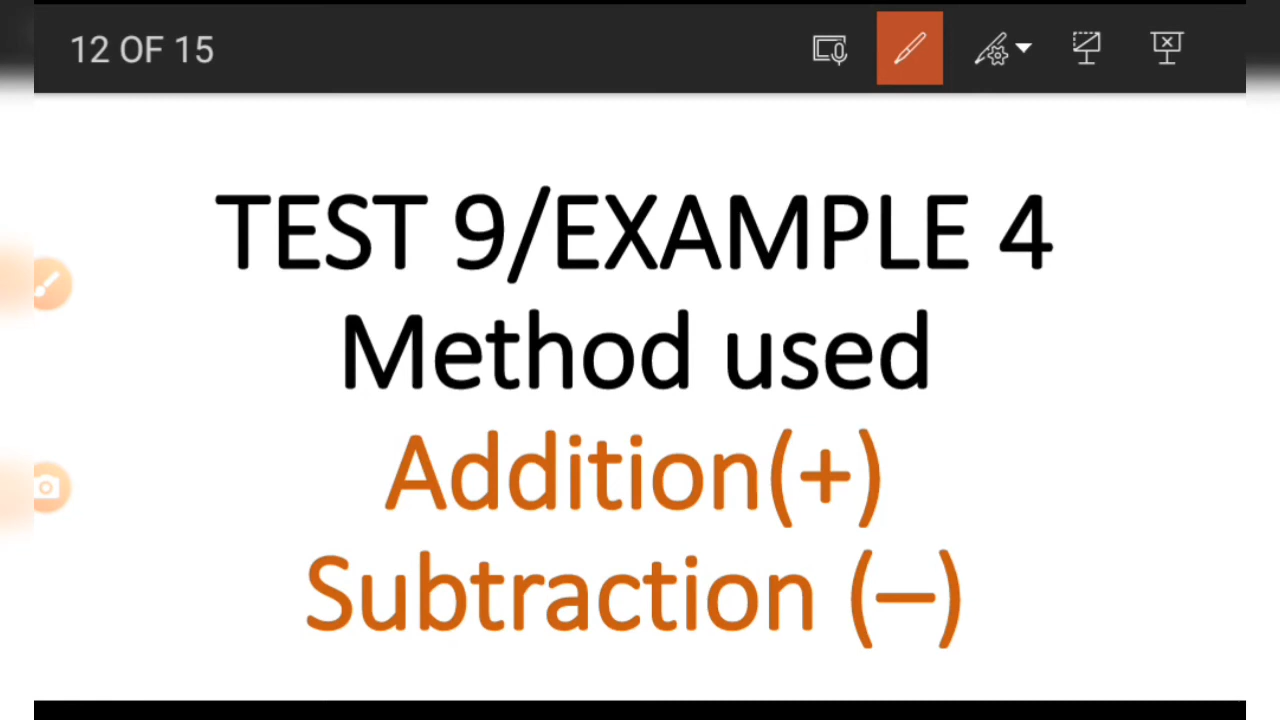 12 OF 15
TEST 9/EXAMPLE 4
Method used
Addition(+)
Subtraction (–)